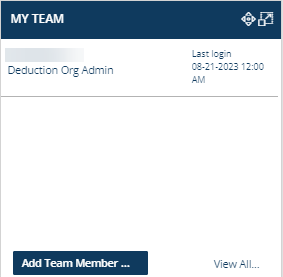 MY TEAM
Last login
Deduction Org Admin
08-21-2023 12:00
AM
Add Team Member ...
View All...